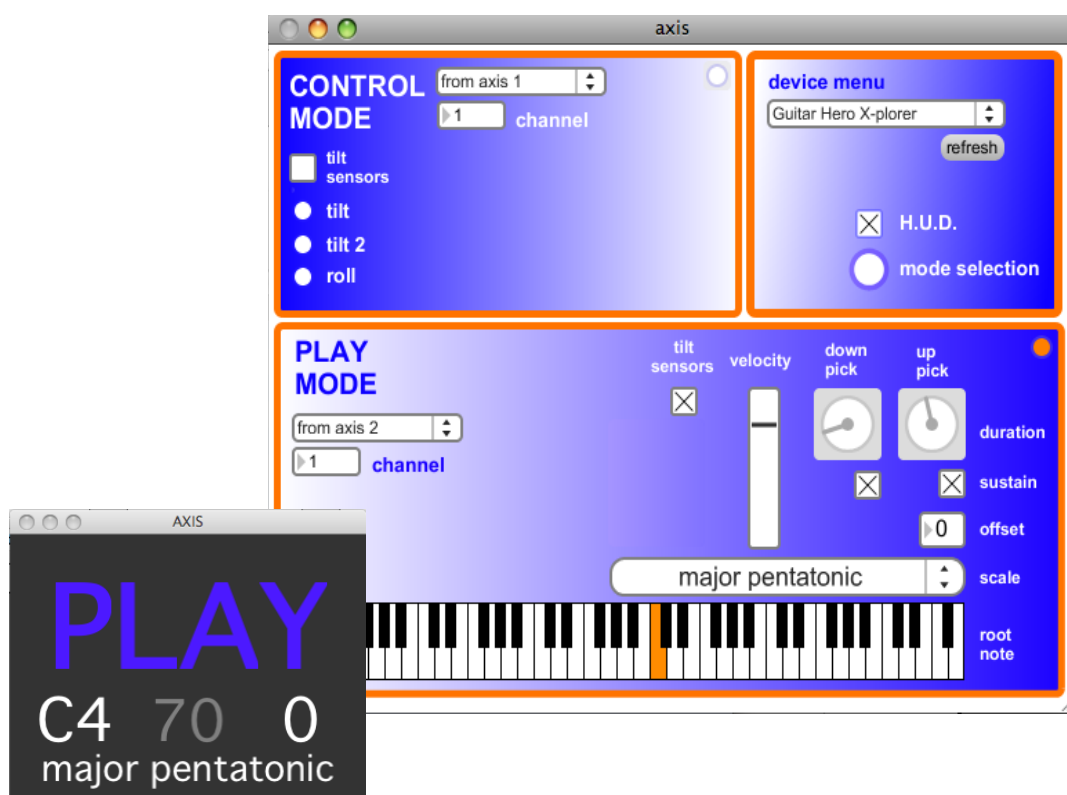 axis
CONTROL
MODE
from axis 1
1
channel
tilt
sensors
tilt
tilt 2
roll
device menu
Guitar Hero X-plorer
refresh
H.U.D.
mode selection
PLAY
MODE
from axis 2
1
channel
tilt
sensors
velocity
down
pick
up
pick
duration
sustain
0
offset
major pentatonic
scale
root
note
AXIS
PLAY
C4 70 0
major pentatonic